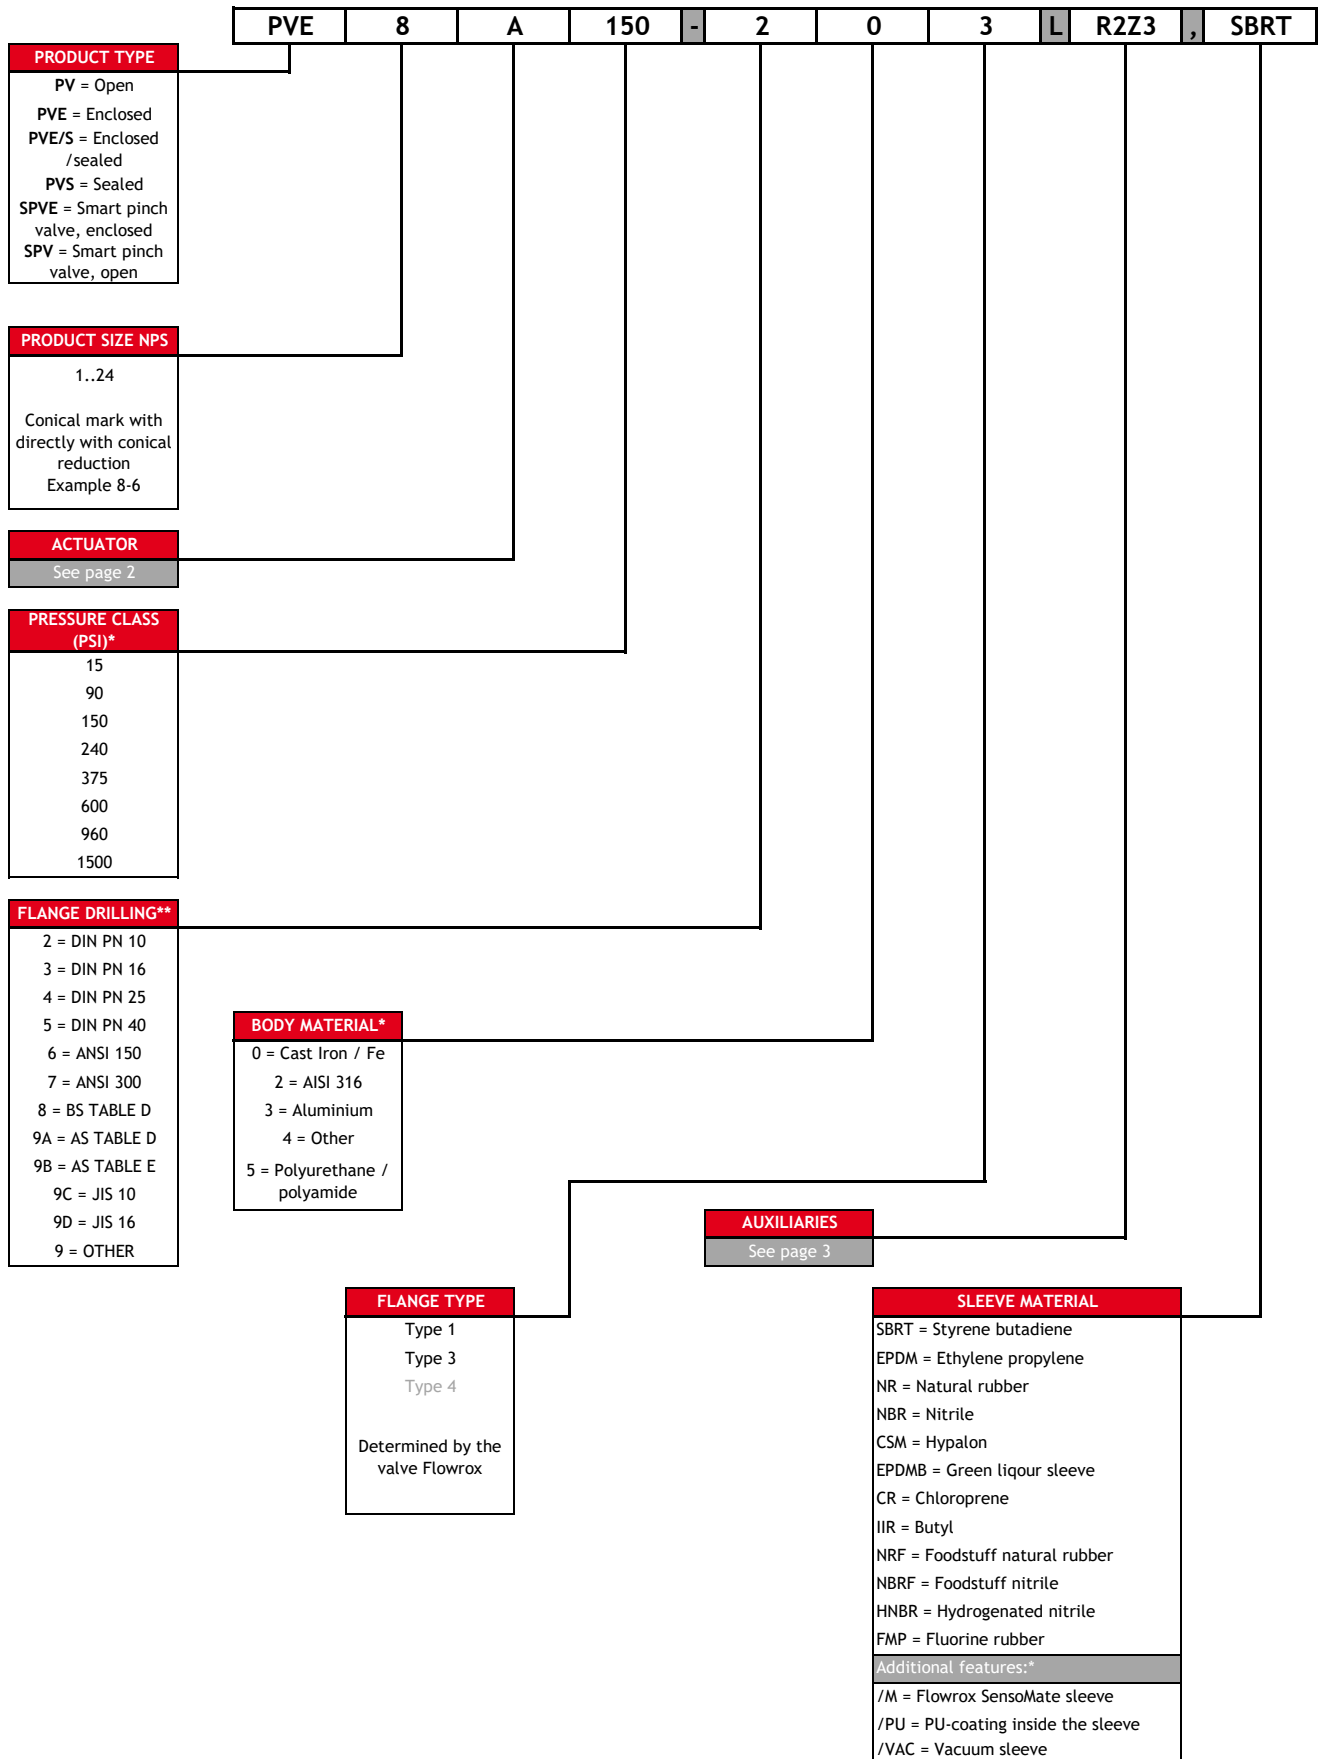 PVE 8 A 150 - 2 0 3 L R2Z3 , SBRT
PRODUCT TYPE
PV = Open
PVE = Enclosed
PVE/S = Enclosed
/sealed
PVS = Sealed
SPVE = Smart pinch
valve, enclosed
SPV = Smart pinch
valve, open
PRODUCT SIZE NPS
1..24
Conical mark with
directly with conical
reduction
Example 8-6
ACTUATOR
See page 2
PRESSURE CLASS
(PSI)*
15
90
150
240
375
600
960
1500
FLANGE DRILLING**
2 = DIN PN 10
3 = DIN PN 16
4 = DIN PN 25
5 = DIN PN 40
6 = ANSI 150
7 = ANSI 300
8 = BS TABLE D
9A = AS TABLE D
9B = AS TABLE E
9C = JIS 10
9D = JIS 16
9 = OTHER
BODY MATERIAL*
0 = Cast Iron / Fe
2 = AISI 316
3 = Aluminium
4 = Other
5 = Polyurethane /
polyamide
FLANGE TYPE
Type 1
Type 3
Type 4
Determined by the
valve Flowrox
AUXILIARIES
See page 3
SLEEVE MATERIAL
SBRT = Styrene butadiene
EPDM = Ethylene propylene
NR = Natural rubber
NBR = Nitrile
CSM = Hypalon
EPDMB = Green liqour sleeve
CR = Chloroprene
IIR = Butyl
NRF = Foodstuff natural rubber
NBRF = Foodstuff nitrile
HNBR = Hydrogenated nitrile
FMP = Fluorine rubber
Additional features:*
/M = Flowrox SensoMate sleeve
/PU = PU-coating inside the sleeve
/VAC = Vacuum sleeve